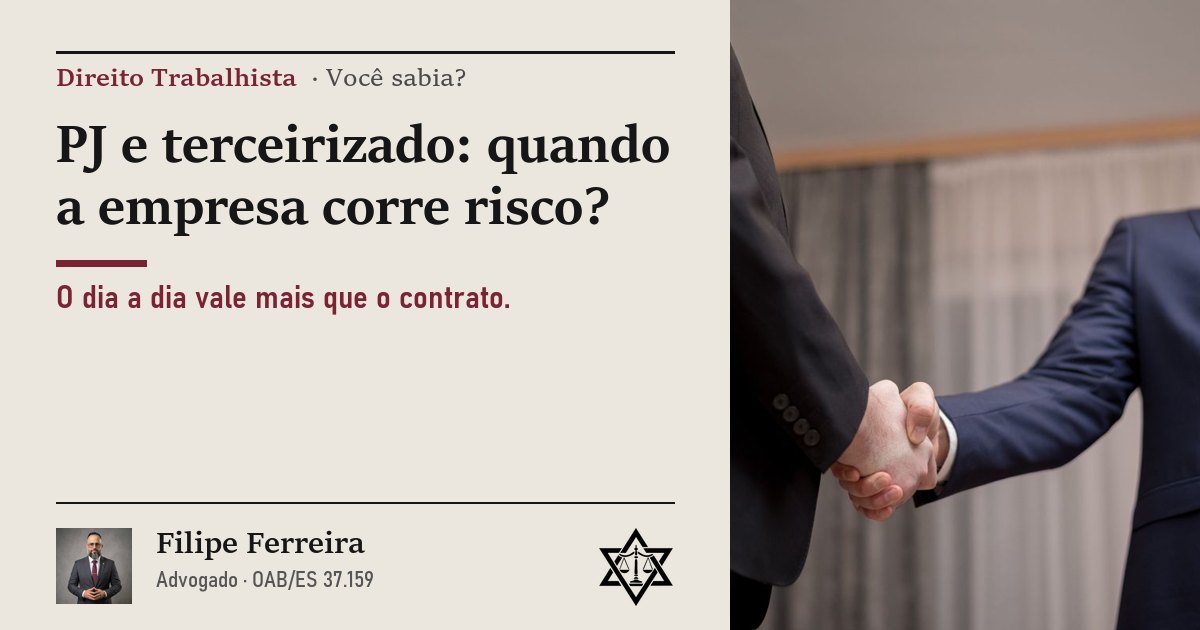 Direito Trabalhista · Você sabia?
PJ e terceirizado: quando
a empresa corre risco?
O dia a dia vale mais que o contrato.
Filipe Ferreira
Advogado · OAB/ES 37.159